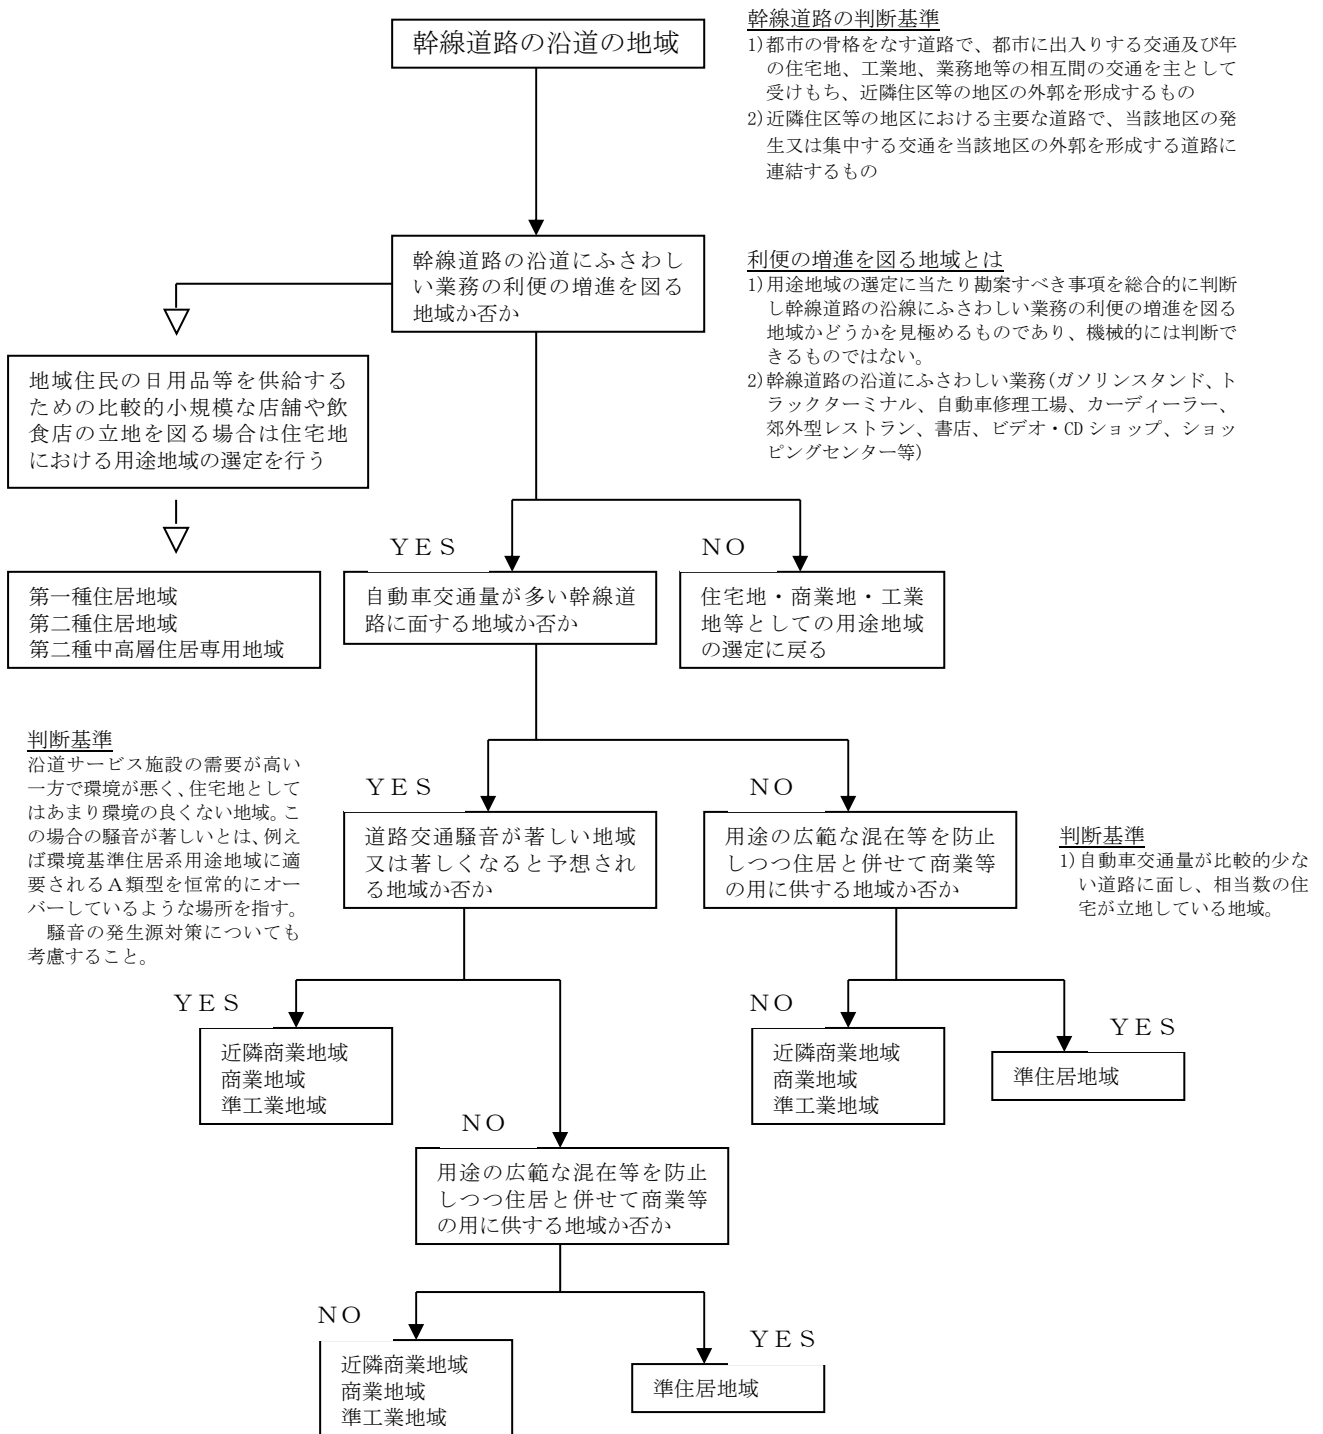 幹線道路の沿道の地域
幹線道路の判断基準
1)都市の骨格をなす道路で、都市に出入りする交通及び年
の住宅地、工業地、業務地等の相互間の交通を主として
受けもち、近隣住区等の地区の外郭を形成するもの
2)近隣住区等の地区における主要な道路で、当該地区の発
生又は集中する交通を当該地区の外郭を形成する道路に
連結するもの
幹線道路の沿道にふさわし
い業務の利便の増進を図る
地域か否か
利便の増進を図る地域とは
1)用途地域の選定に当たり勘案すべき事項を総合的に判断
し幹線道路の沿線にふさわしい業務の利便の増進を図る
地域かどうかを見極めるものであり、機械的には判断で
きるものではない。
2)幹線道路の沿道にふさわしい業務(ガソリンスタンド、ト
ラックターミナル、自動車修理工場、カーディーラー、
郊外型レストラン、書店、ビデオ・CDショップ、ショッ
ピングセンター等)
地域住民の日用品等を供給する
ための比較的小規模な店舗や飲
食店の立地を図る場合は住宅地
における用途地域の選定を行う
YES
NO
第一種住居地域
第二種住居地域
第二種中高層住居専用地域
自動車交通量が多い幹線道
路に面する地域か否か
住宅地・商業地・工業
地等としての用途地域
の選定に戻る
判断基準
沿道サービス施設の需要が高い
一方で環境が悪く、住宅地として
はあまり環境の良くない地域。こ
の場合の騒音が著しいとは、例え
ば環境基準住居系用途地域に適
要されるA類型を恒常的にオー
バーしているような場所を指す。
騒音の発生源対策についても
考慮すること。
YES
NO
道路交通騒音が著しい地域
又は著しくなると予想され
る地域か否か
用途の広範な混在等を防止
しつつ住居と併せて商業等
の用に供する地域か否か
判断基準
1)自動車交通量が比較的少な
い道路に面し、相当数の住
宅が立地している地域。
YES
NO
YES
近隣商業地域
商業地域
準工業地域
近隣商業地域
商業地域
準工業地域
準住居地域
NO
用途の広範な混在等を防止
しつつ住居と併せて商業等
の用に供する地域か否か
NO
YES
近隣商業地域
商業地域
準工業地域
準住居地域